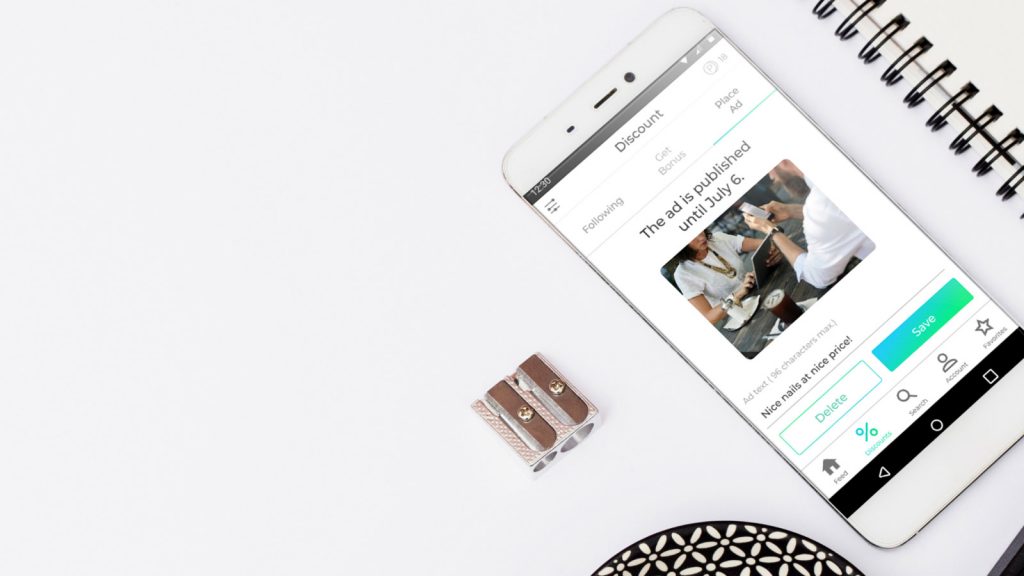 12:30
Discount
P 18
Following
Get
Bonus
Place
Ad
The ad is published
until July 6.
Ad text ( 96 characters max.)
Nice nails at nice price!
Delete
Save
Feed
Discounts
Search
Account
Favorites